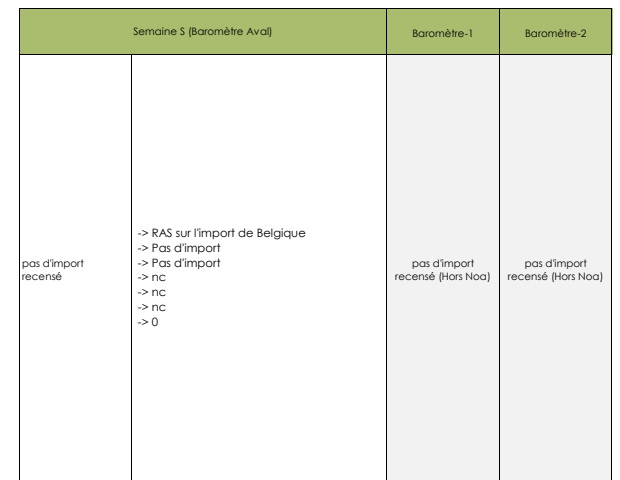 Semaine S (Baromètre Aval)
Baromètre-1
Baromètre-2
pas d'import
recensé
-> RAS sur l'import de Belgique
-> Pas d'import
-> Pas d'import
-> nc
-> nc
-> nc
-> 0
pas d'import
recensé (Hors Noa)
pas d'import
recensé (Hors Noa)